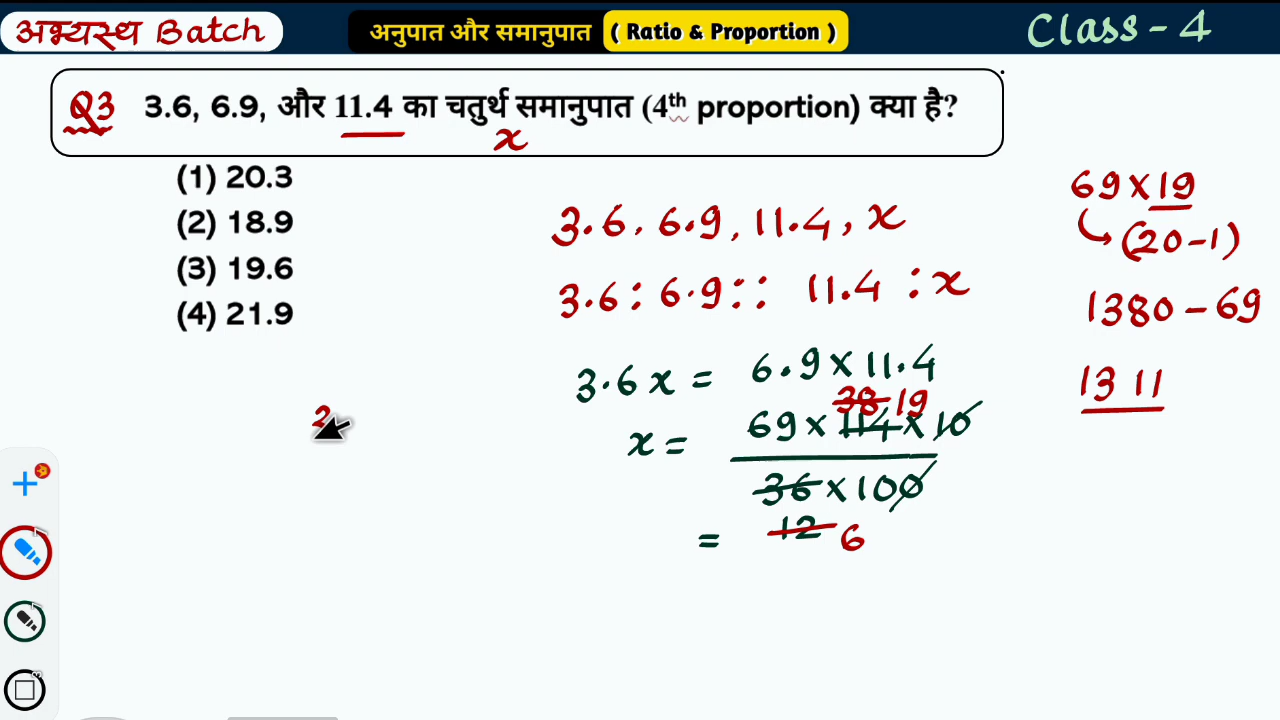 अभ्यस्थ Batch
अनुपात और समानुपात ( Ratio & Proportion )
Class - 4
Q3 3.6, 6.9, और 11.4 का चतुर्थ समानुपात (4th proportion) क्या है?
x
(1) 20.3
(2) 18.9
(3) 19.6
(4) 21.9
3.6, 6.9, 11.4, x
3.6 : 6.9 :: 11.4 : x
3.6 x = 6.9 x 11.4
38 19
x = 69 x 114 x 10
36 x 100
= 12 6
69 x 19
(20-1)
1380 - 69
1311
2